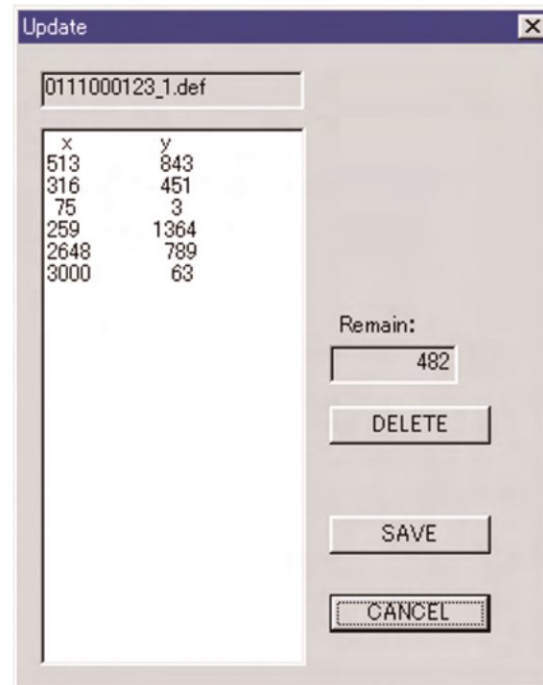 Update
0111000123_1.def
x y
513 843
316 451
75 3
259 1364
2648 789
3000 63
Remain:
482
DELETE
SAVE
CANCEL